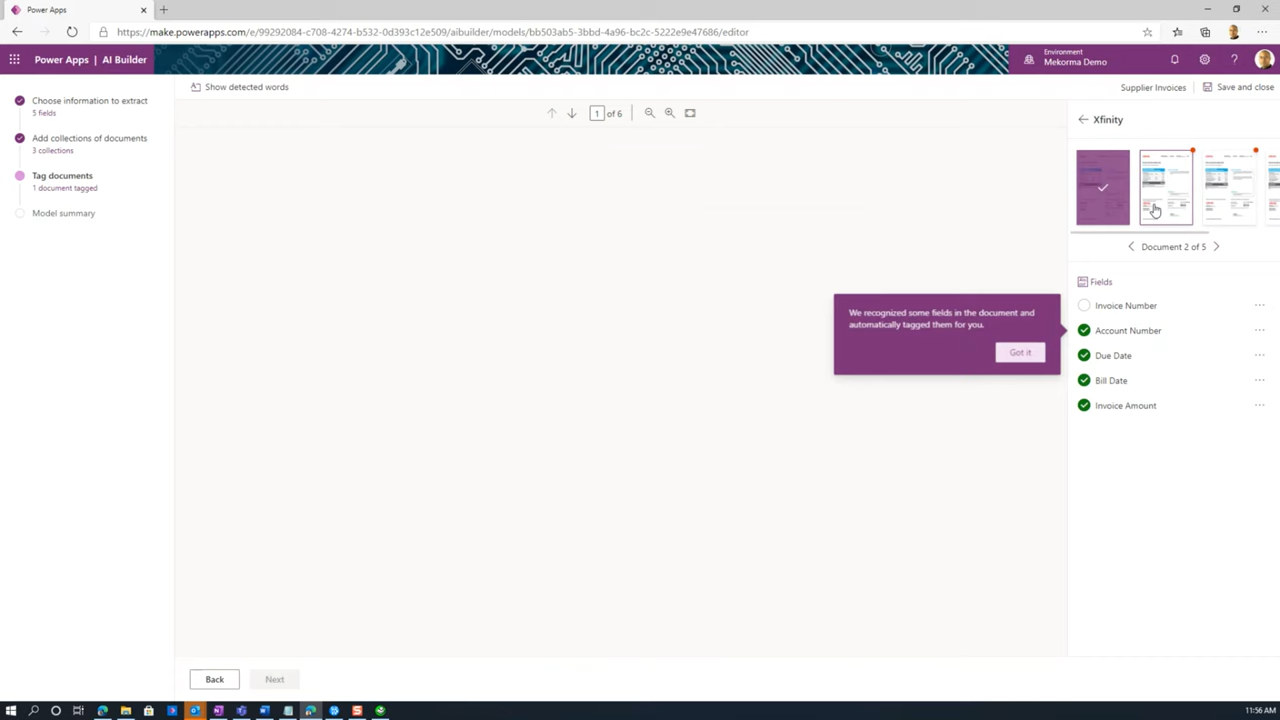 Power Apps
https://make.powerapps.com/e/99292084-c708-4274-b532-0d393c12e509/aibuilder/models/bb503ab5-3bbd-4a96-bc2c-5222e9e47686/editor
Power Apps | AI Builder
Environment
Mekorma Demo
Choose information to extract
5 fields
Add collections of documents
3 collections
Tag documents
1 document tagged
Model summary
Show detected words
Supplier Invoices
Save and close
1 of 6
Xfinity
Document 2 of 5
Fields
Invoice Number
Account Number
Due Date
Bill Date
Invoice Amount
We recognized some fields in the document and
automatically tagged them for you.
Got it
Back
Next
11:56 AM